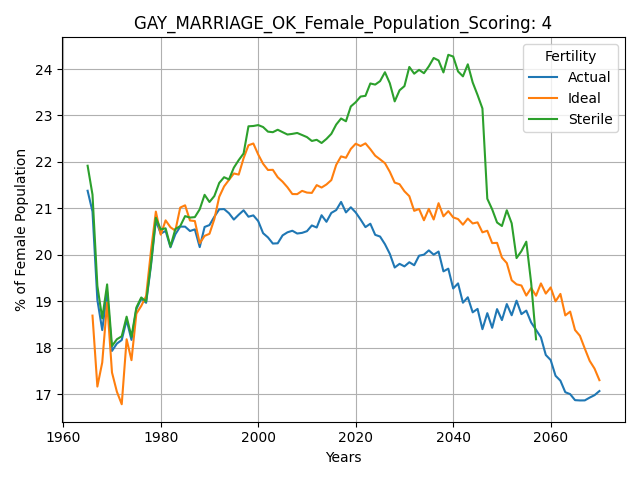 GAY_MARRIAGE_OK_Female_Population_Scoring: 4
% of Female Population
24
23
22
21
20
19
18
17
Fertility
Actual
Ideal
Sterile
1960 1980 2000 2020 2040 2060
Years